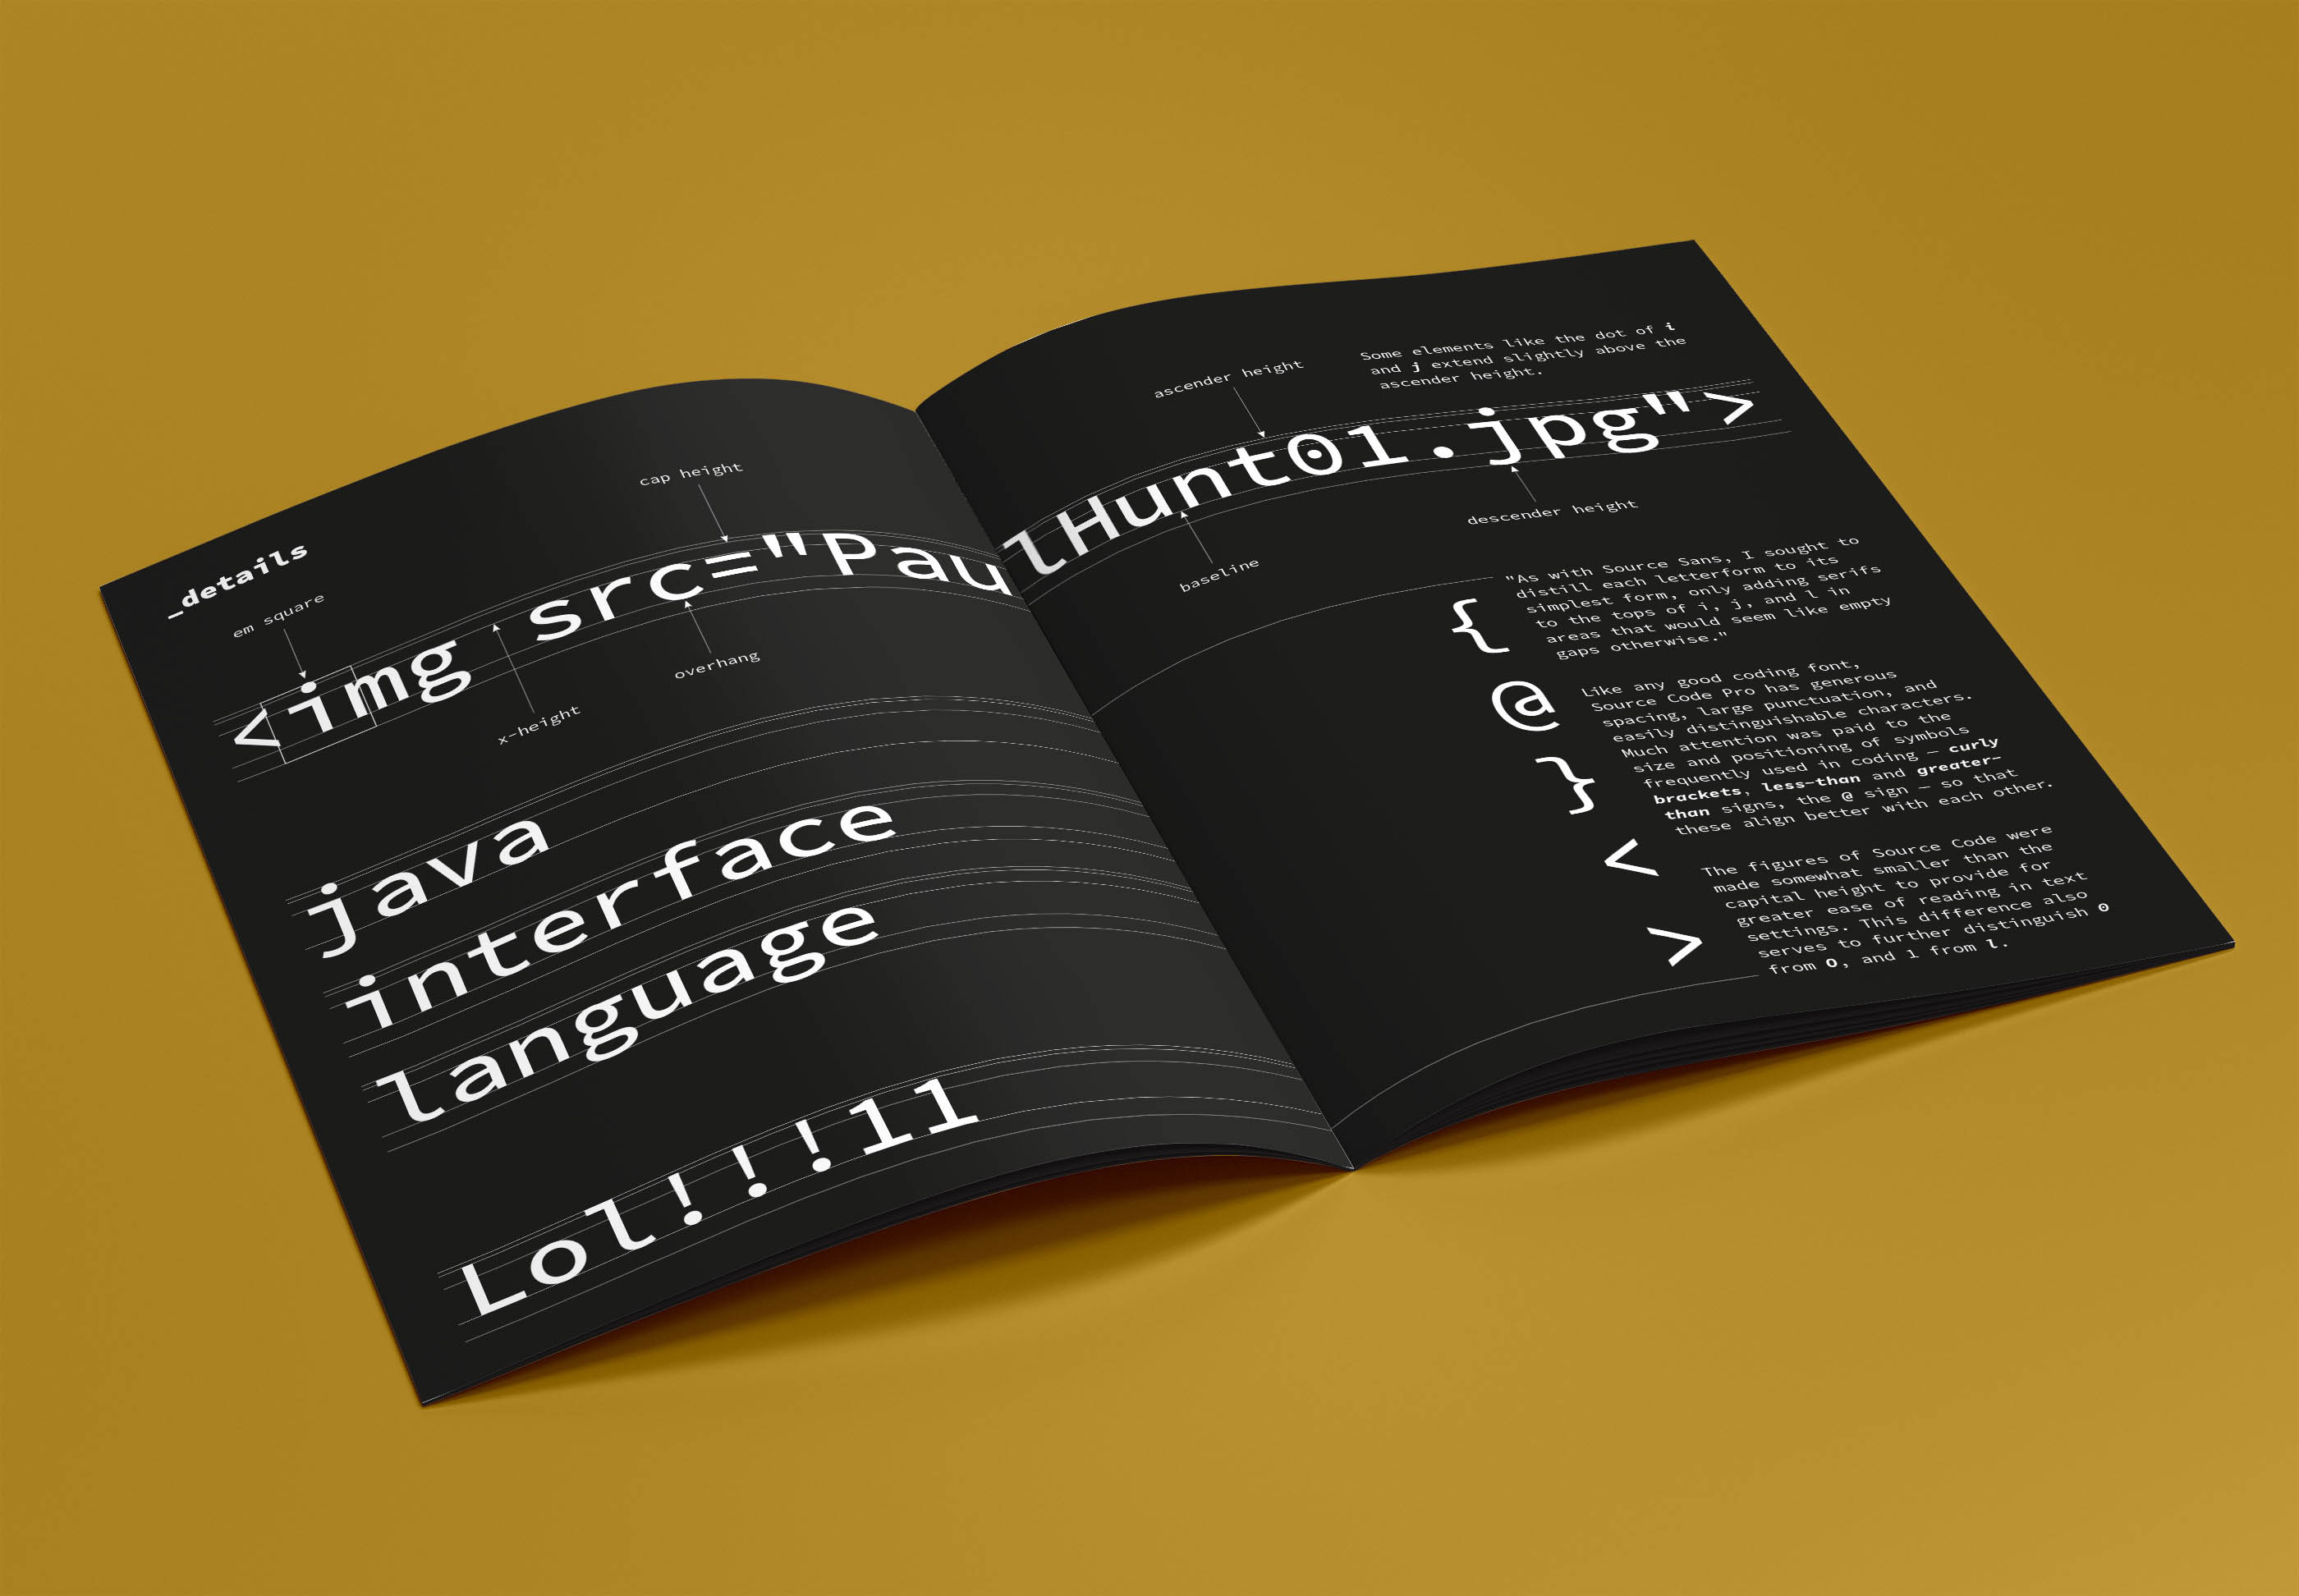 _details
em square
cap height
<img src="PaulHunt01.jpg">
x-height
overhang
ascender height
Some elements like the dot of i
and j extend slightly above the
ascender height.
baseline
descender height
java
interface
language
Lol!!!11
{
@
}
<
>
"As with Source Sans, I sought to
distill each letterform to its
simplest form, only adding serifs
to the tops of i, j, and l in
areas that would seem like empty
gaps otherwise."
Like any good coding font,
Source Code Pro has generous
spacing, large punctuation, and
easily distinguishable characters.
Much attention was paid to the
size and positioning of symbols
frequently used in coding — curly
brackets, less-than and greater-
than signs, the @ sign — so that
these align better with each other.
The figures of Source Code were
made somewhat smaller than the
capital height to provide for
greater ease of reading in text
settings. This difference also
serves to further distinguish 0
from O, and 1 from l.